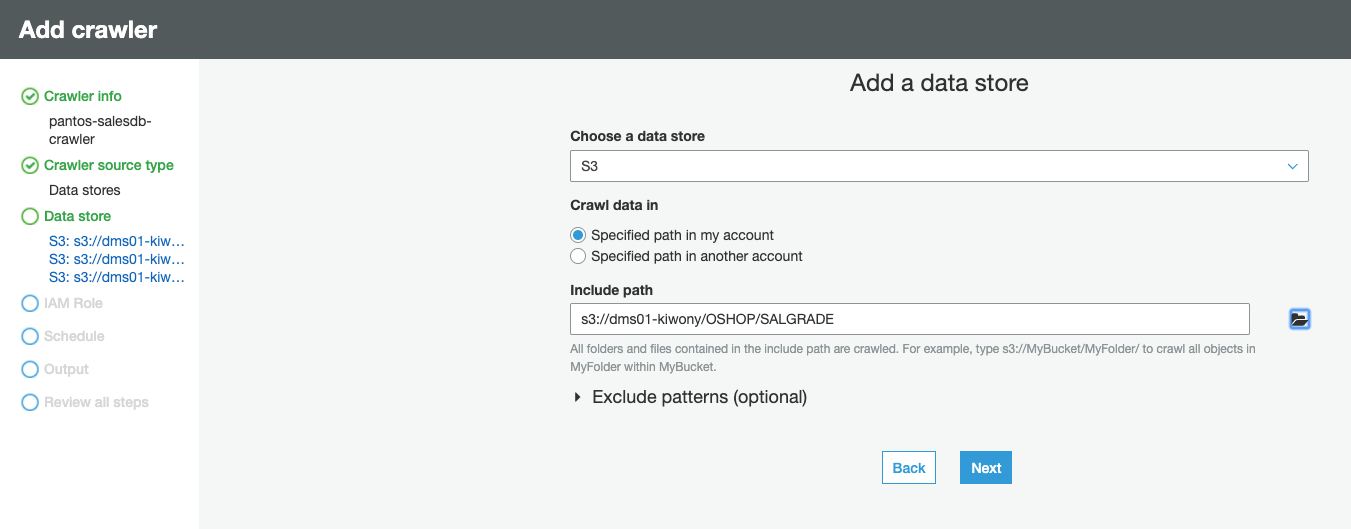 Add crawler
Crawler info
pantos-salesdb-
crawler
Crawler source type
Data stores
Data store
S3: s3://dms01-kiw...
S3: s3://dms01-kiw...
S3: s3://dms01-kiw...
IAM Role
Schedule
Output
Review all steps
Add a data store
Choose a data store
S3
Crawl data in
Specified path in my account
Specified path in another account
Include path
s3://dms01-kiwony/OSHOP/SALGRADE
All folders and files contained in the include path are crawled. For example, type s3://MyBucket/MyFolder/ to crawl all objects in
MyFolder within MyBucket.
Exclude patterns (optional)
Back
Next